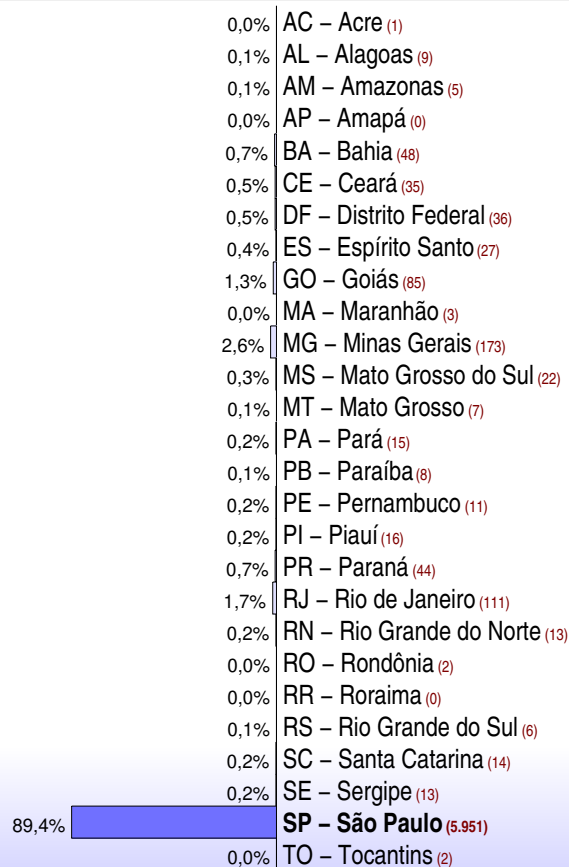 0,0% AC – Acre (1)
0,1% AL – Alagoas (9)
0,1% AM – Amazonas (5)
0,0% AP – Amapá (0)
0,7% BA – Bahia (48)
0,5% CE – Ceará (35)
0,5% DF – Distrito Federal (36)
0,4% ES – Espírito Santo (27)
1,3% GO – Goiás (85)
0,0% MA – Maranhão (3)
2,6% MG – Minas Gerais (173)
0,3% MS – Mato Grosso do Sul (22)
0,1% MT – Mato Grosso (7)
0,2% PA – Pará (15)
0,1% PB – Paraíba (8)
0,2% PE – Pernambuco (11)
0,2% PI – Piauí (16)
0,7% PR – Paraná (44)
1,7% RJ – Rio de Janeiro (111)
0,2% RN – Rio Grande do Norte (13)
0,0% RO – Rondônia (2)
0,0% RR – Roraima (0)
0,1% RS – Rio Grande do Sul (6)
0,2% SC – Santa Catarina (14)
0,2% SE – Sergipe (13)
89,4% SP – São Paulo (5.951)
0,0% TO – Tocantins (2)